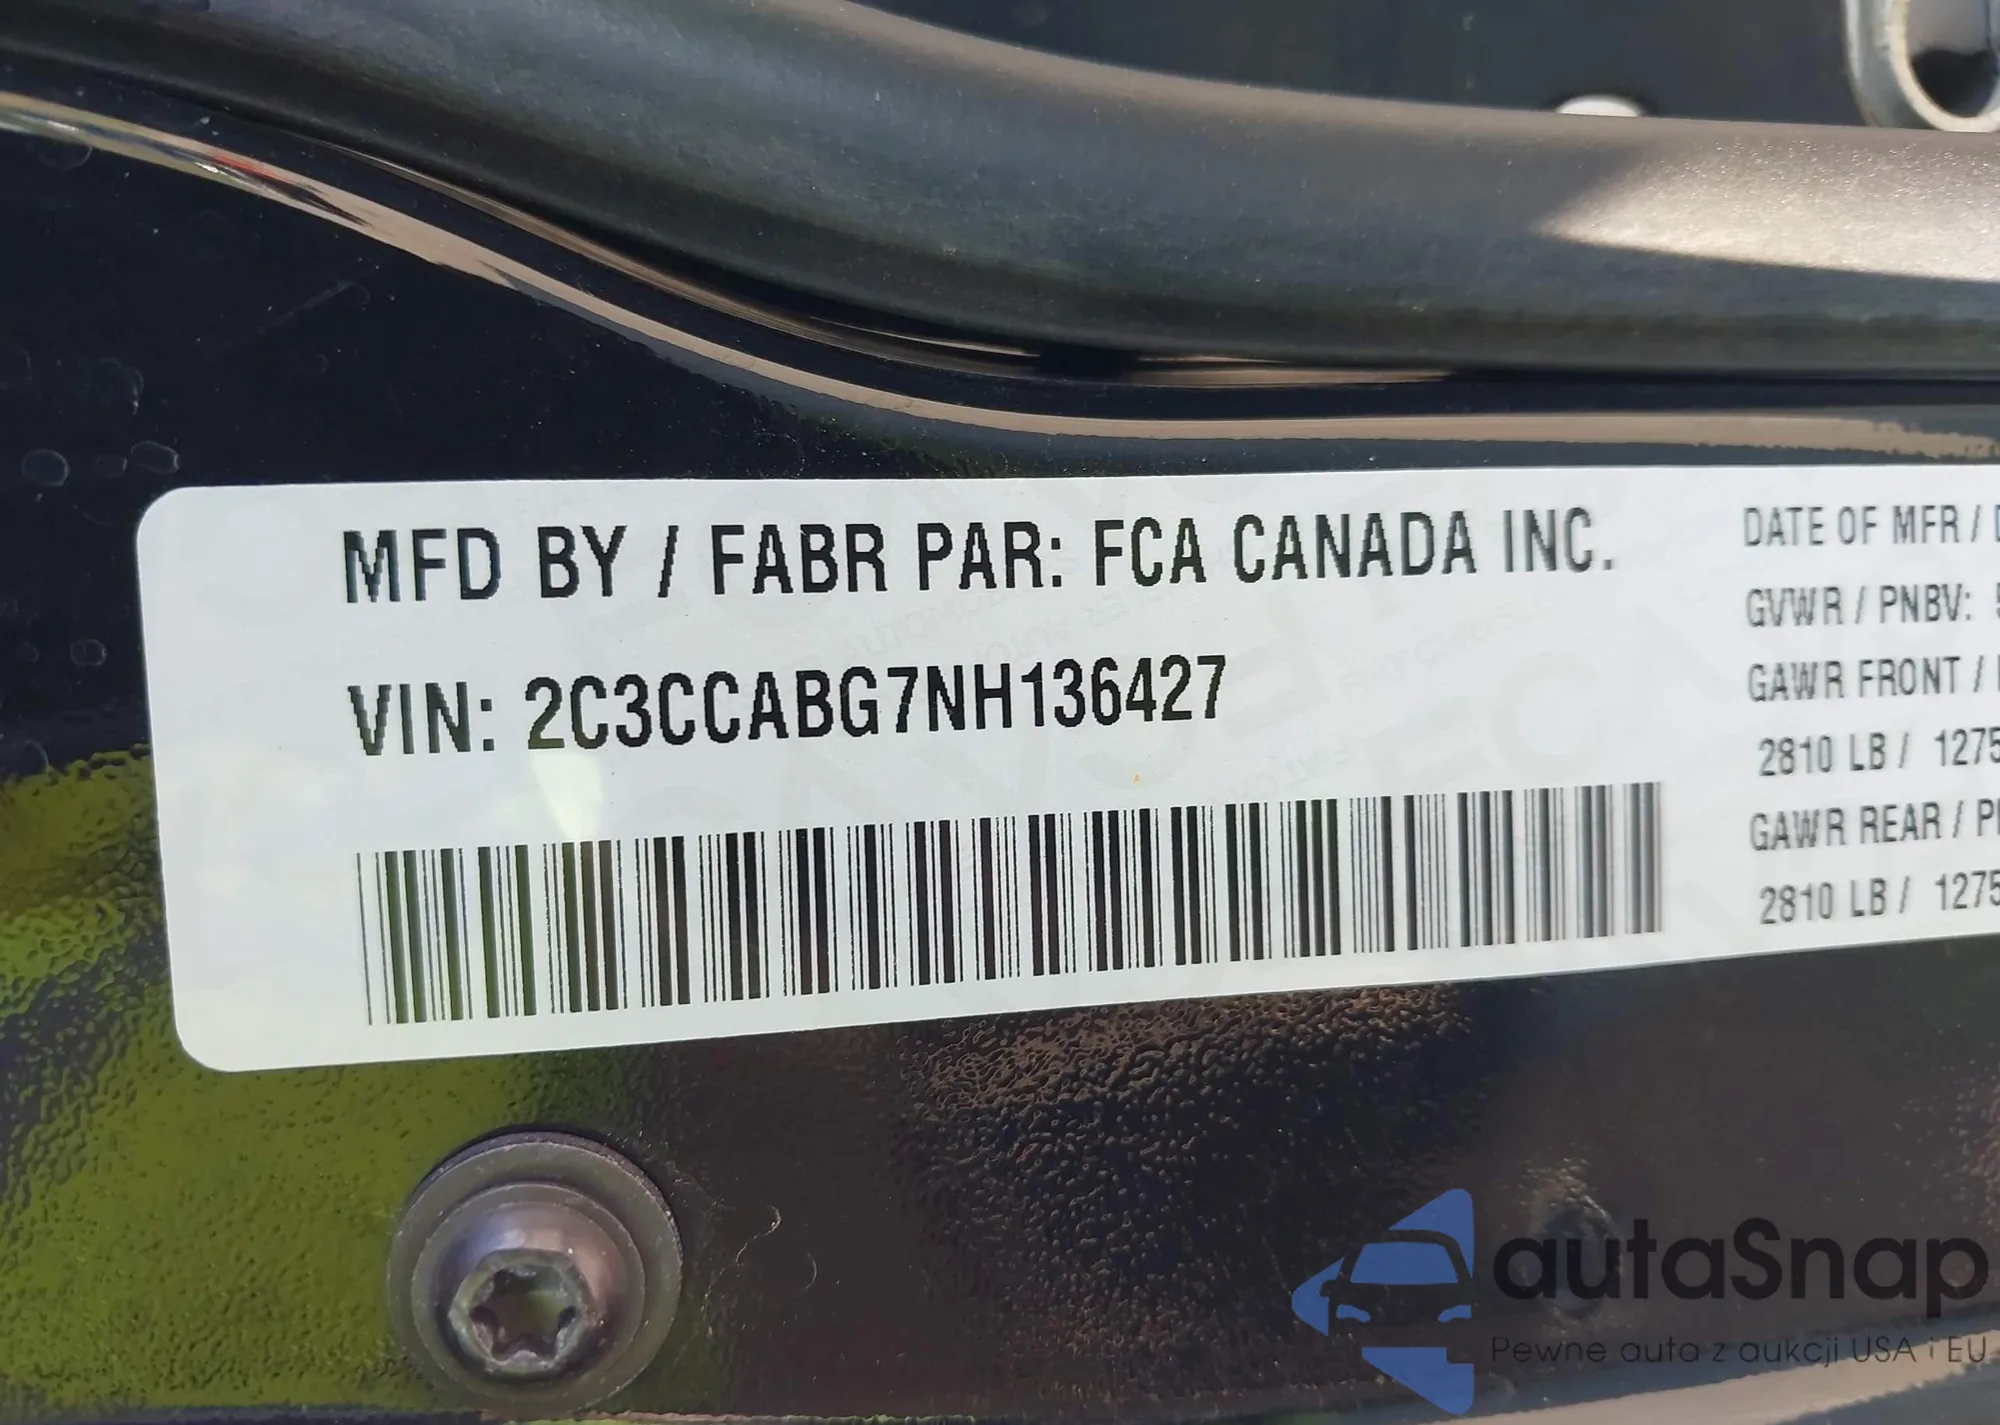 MFD BY / FABR PAR: FCA CANADA INC.
VIN: 2C3CCABG7NH136427
DATE OF MFR /
GVWR / PNBV:
GAWR FRONT /
2810 LB / 1275
GAWR REAR /
2810 LB / 1275
autaSnap
Pewne auta z aukcji USA i EU